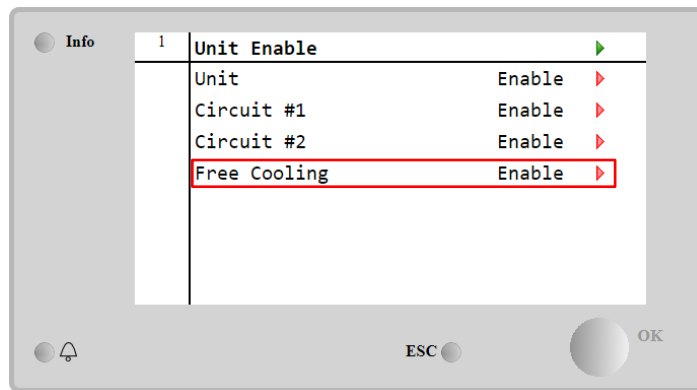 Info
1 Unit Enable
Unit Enable
Circuit #1 Enable
Circuit #2 Enable
Free Cooling Enable
ESC
OK